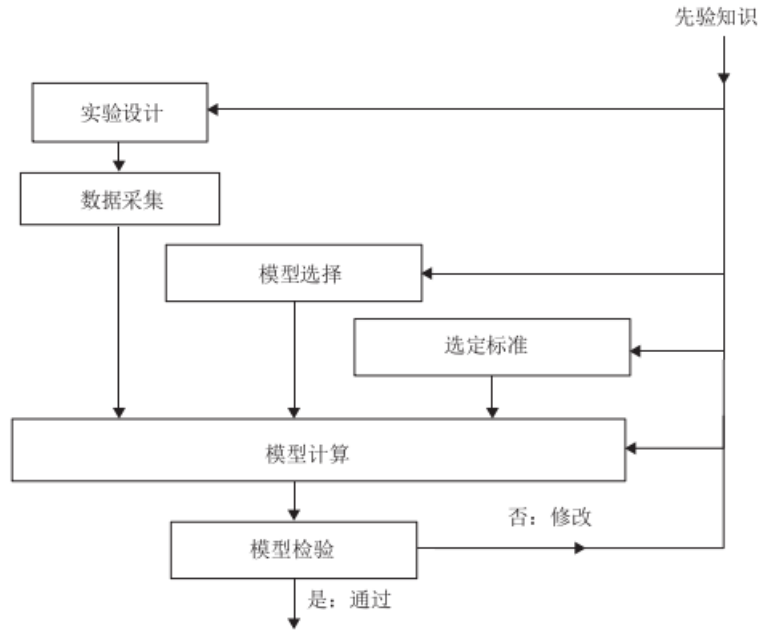 先验知识
实验设计
数据采集
模型选择
选定标准
模型计算
否：修改
模型检验
是：通过